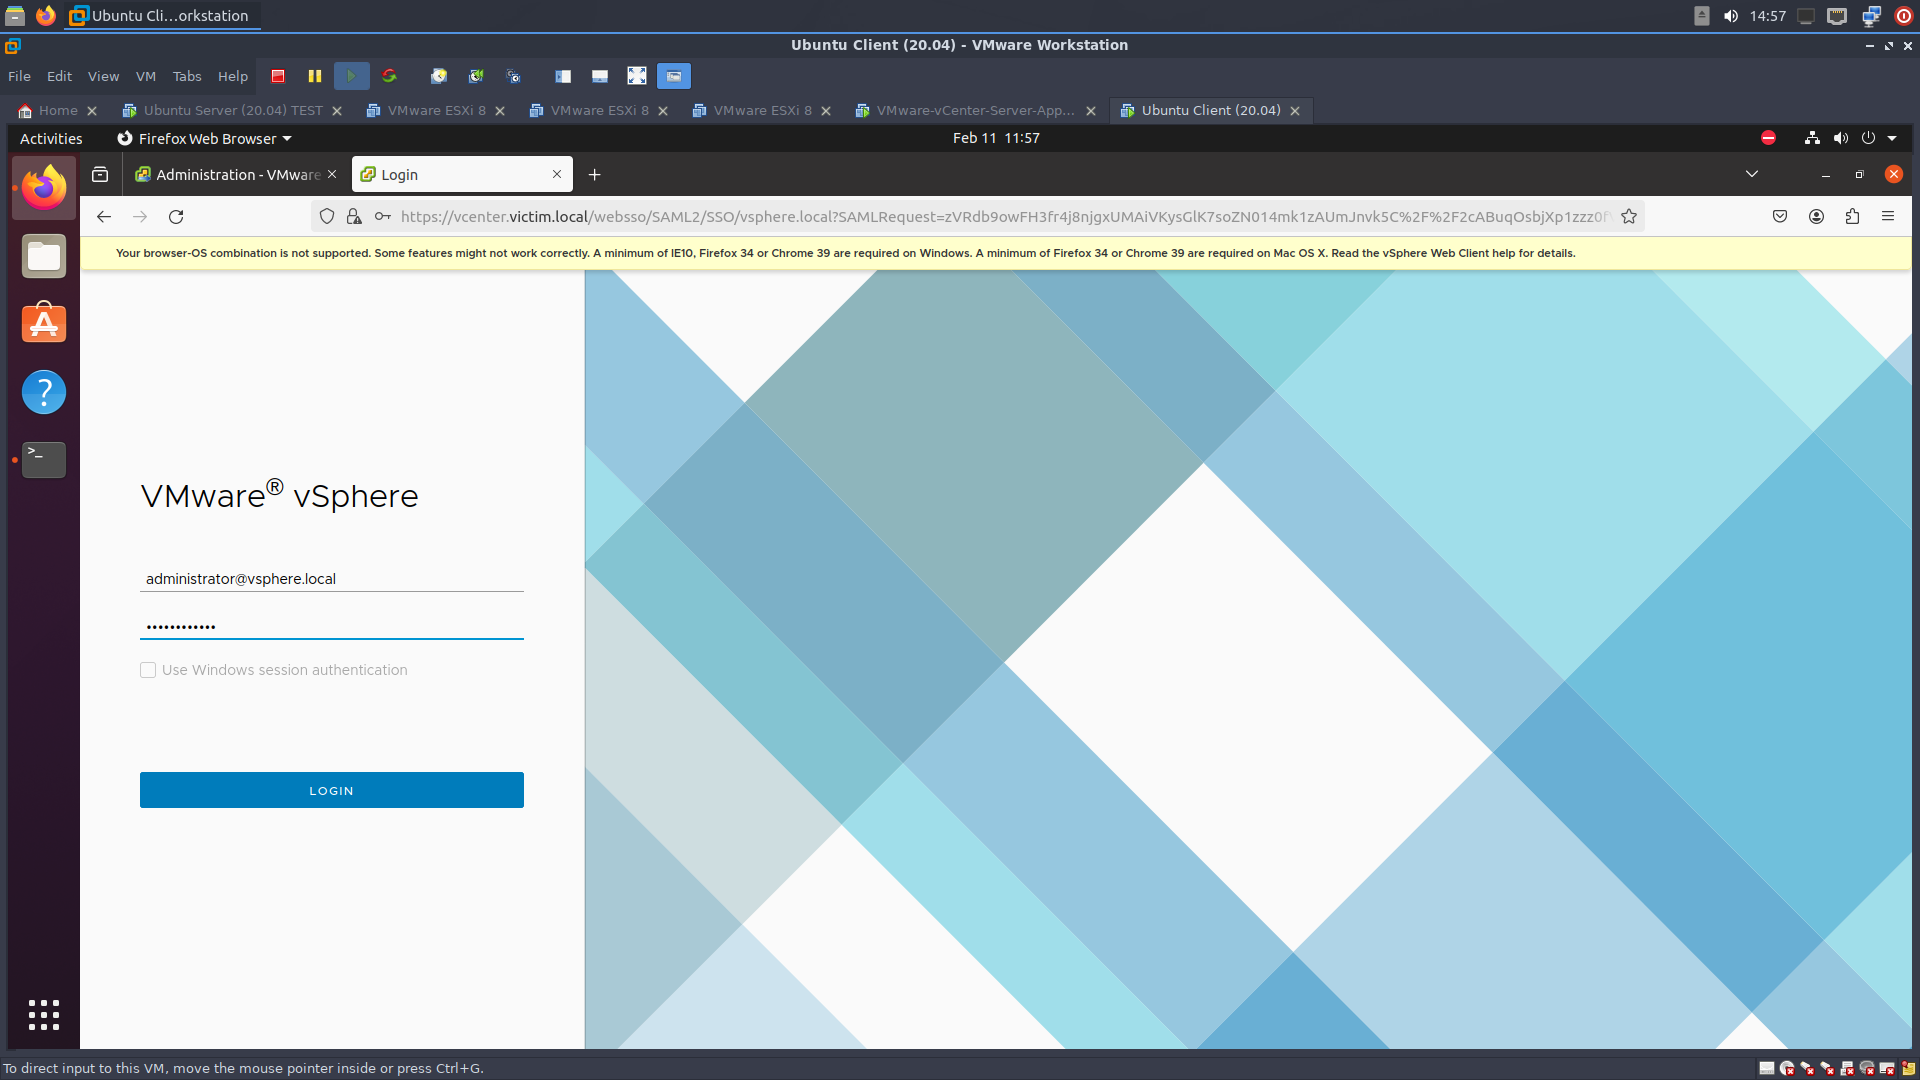 Ubuntu Cli...orkstation
14:57
Ubuntu Client (20.04) - VMware Workstation
File Edit View VM Tabs Help
Home
Ubuntu Server (20.04) TEST
VMware ESXi 8
VMware ESXi 8
VMware ESXi 8
VMware-vCenter-Server-App...
Ubuntu Client (20.04)
Activities
Firefox Web Browser
Feb 11 11:57
Administration - VMware
Login
https://vcenter.victim.local/websso/SAML2/SSO/vsphere.local?SAMLRequest=zVRdb9owFH3fr4j8njgxUMAiVKysGlK7soZN014mk1zAUmJnvk5C%2F%2F2cABuqOsbjXp1zzz0f
Your browser-OS combination is not supported. Some features might not work correctly. A minimum of IE10, Firefox 34 or Chrome 39 are required on Windows. A minimum of Firefox 34 or Chrome 39 are required on Mac OS X. Read the vSphere Web Client help for details.
VMware® vSphere
administrator@vsphere.local
Use Windows session authentication
LOGIN
To direct input to this VM, move the mouse pointer inside or press Ctrl+G.